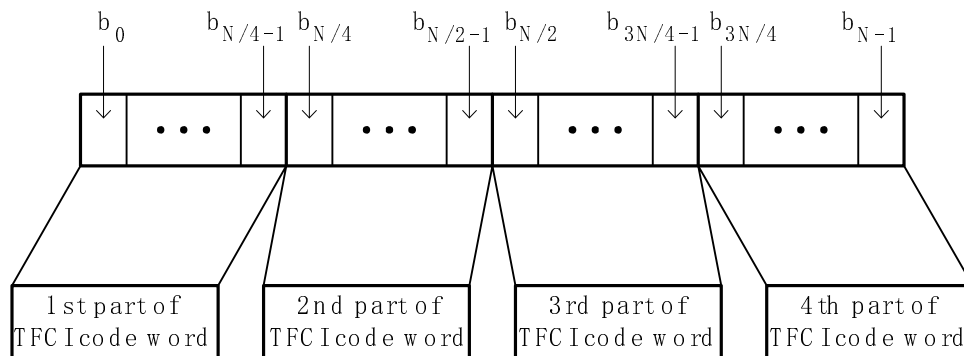 b0 bN/4-1 bN/4 bN/2-1 bN/2 b3N/4-1 b3N/4 bN-1
1st part of
TFCI code word
2nd part of
TFCI code word
3rd part of
TFCI code word
4th part of
TFCI code word